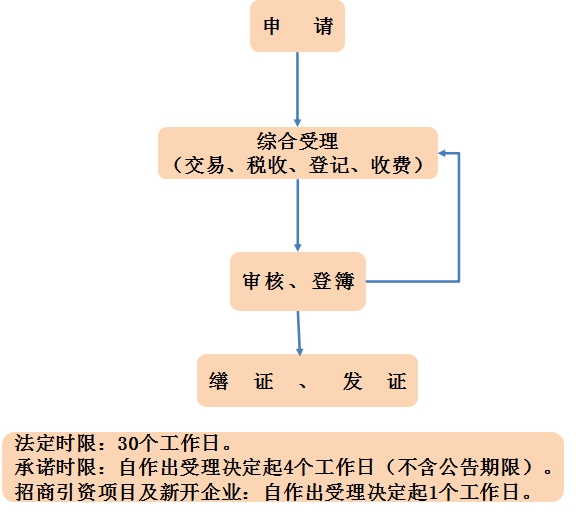 申 请
综合受理
（交易、税收、登记、收费）
审核、登簿
缮 证 、 发 证
法定时限：30个工作日。
承诺时限：自作出受理决定起4个工作日（不含公告期限）。
招商引资项目及新开企业：自作出受理决定起1个工作日。